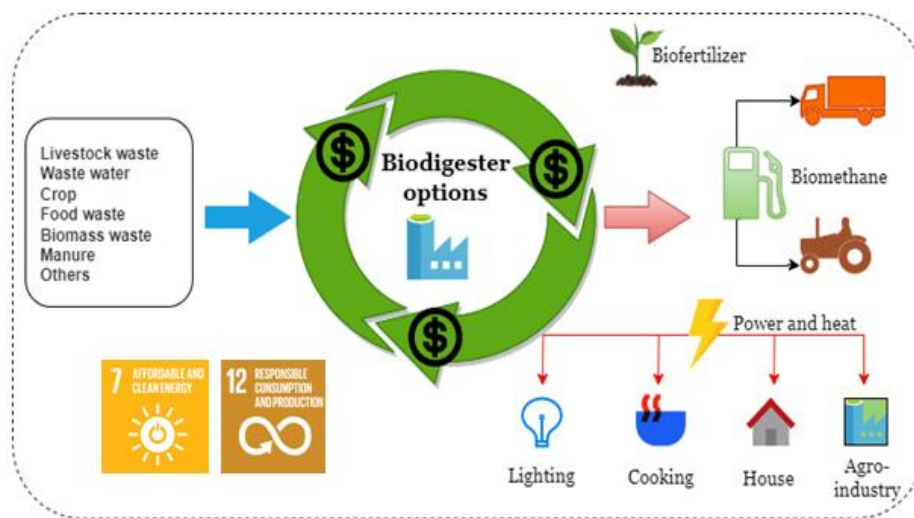 Livestock waste
Waste water
Crop
Food waste
Biomass waste
Manure
Others
$
$
$
Biodigester
options
Biofertilizer
Biomethane
Power and heat
Lighting
Cooking
House
Agro-
industry
7 AFFORDABLE AND
CLEAN ENERGY
12 RESPONSIBLE
CONSUMPTION
AND PRODUCTION